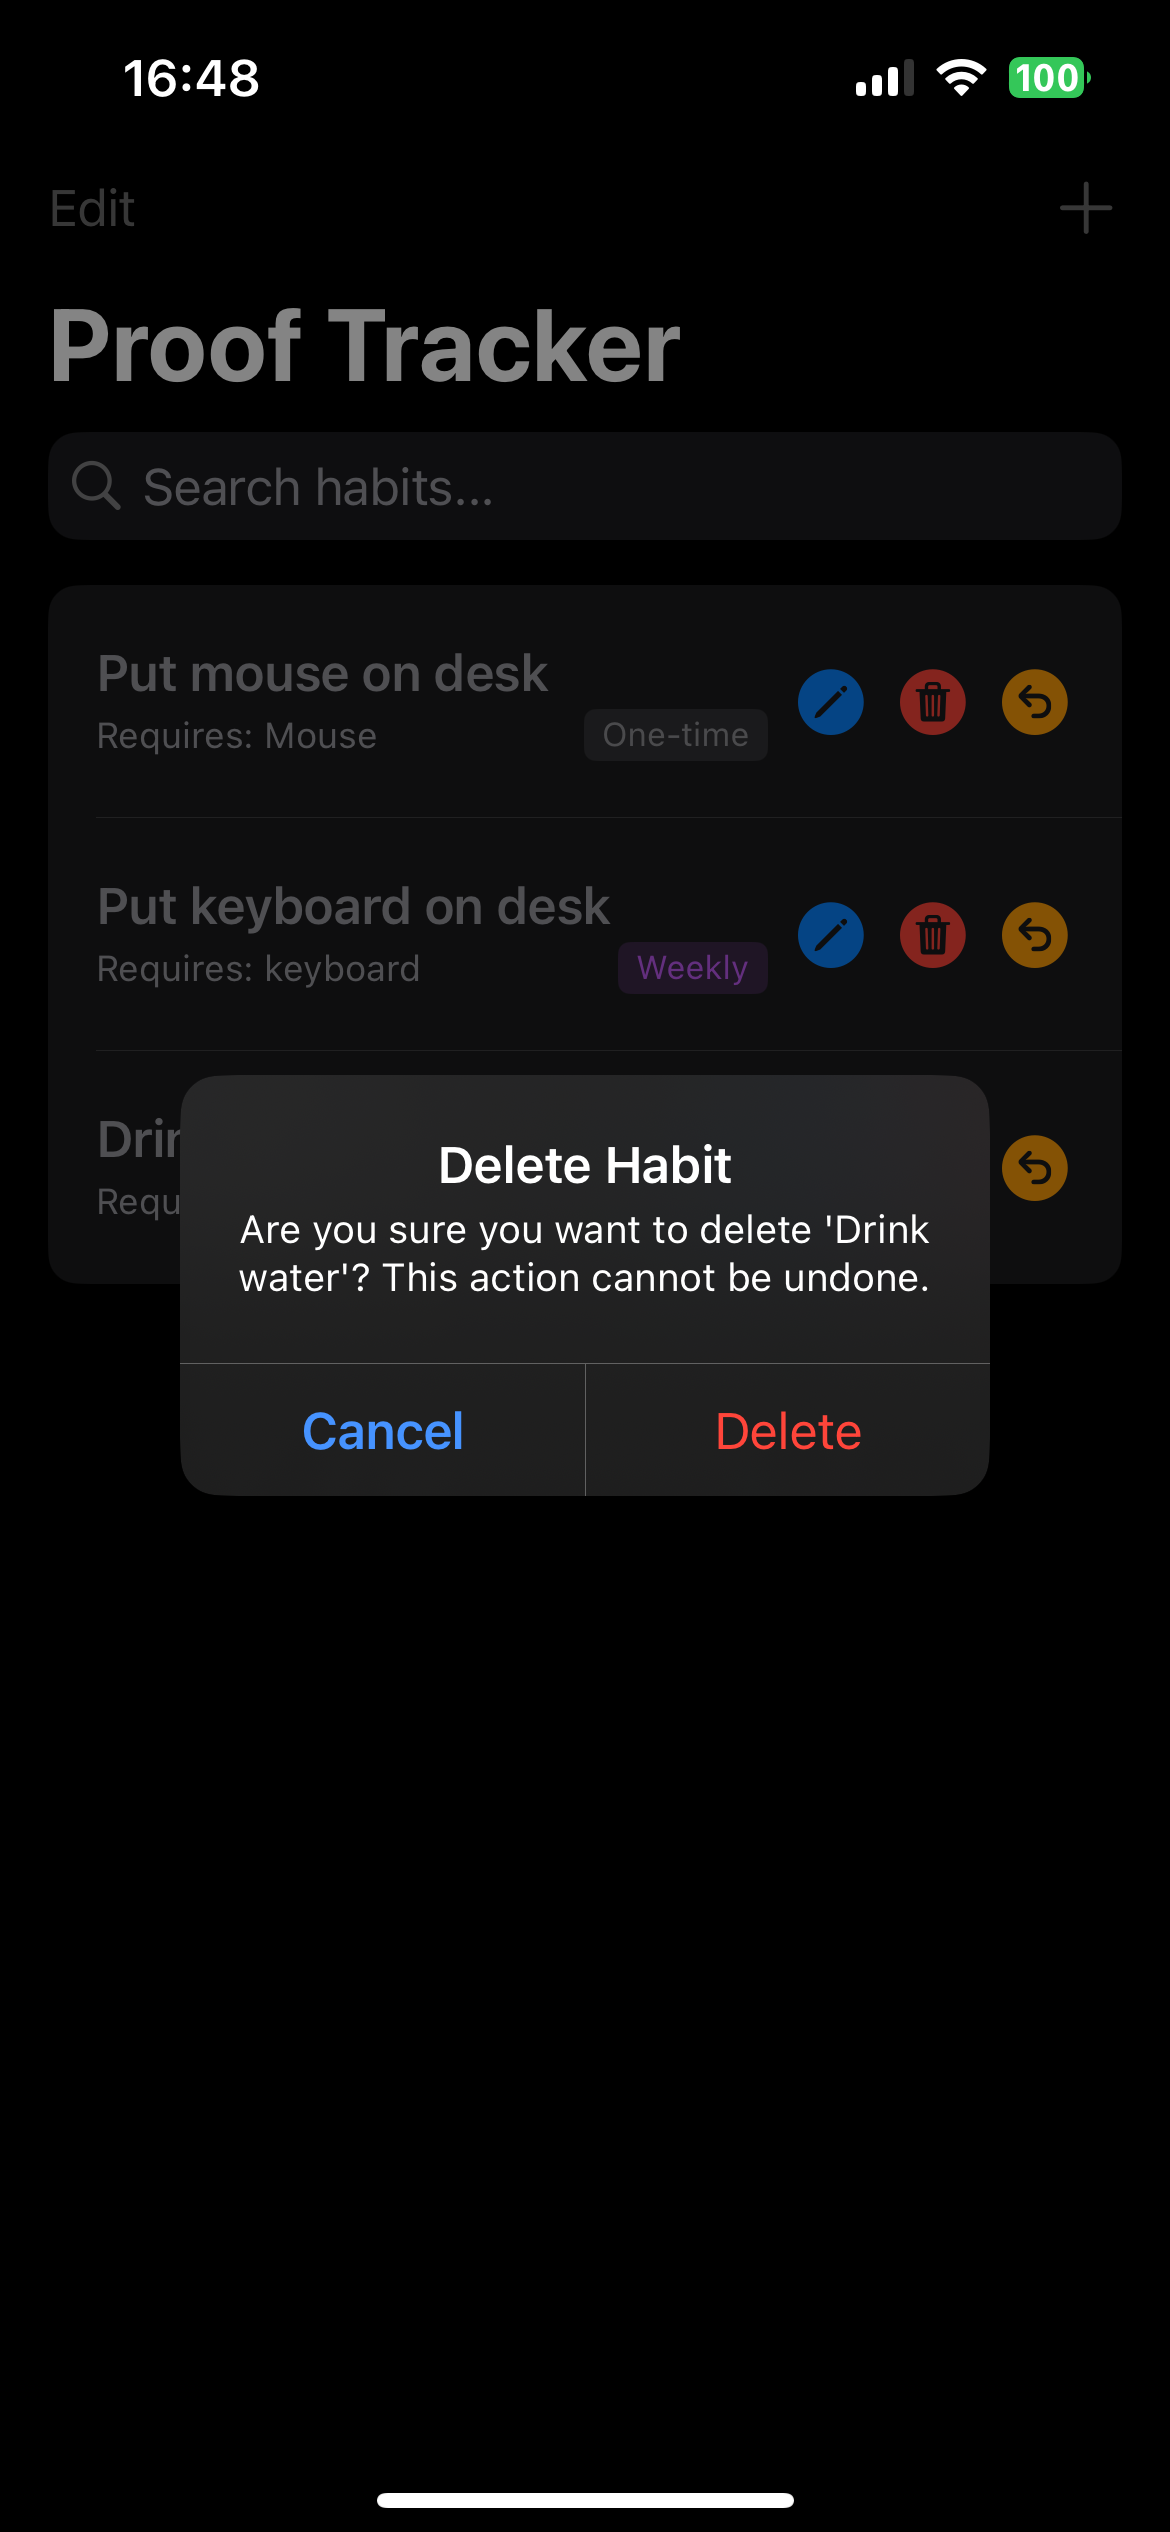 16:48
100
Edit
Proof Tracker
Search habits...
Put mouse on desk
Requires: Mouse
One-time
Put keyboard on desk
Requires: keyboard
Weekly
Delete Habit
Are you sure you want to delete 'Drink
water'? This action cannot be undone.
Cancel
Delete